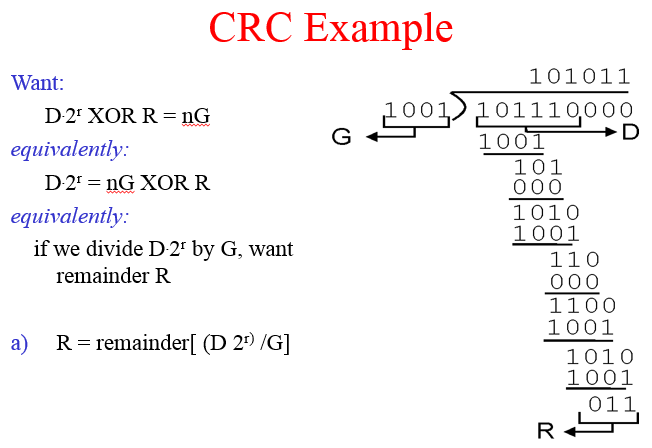 CRC Example
Want:
D·2ʳ XOR R = nG
equivalently:
D·2ʳ = nG XOR R
equivalently:
if we divide D·2ʳ by G, want
remainder R
a) R = remainder[ (D 2ʳ⁾ /G]
101011
1001 101110000
G D
1001
101
000
1010
1001
110
000
1100
1001
1010
1001
011
R